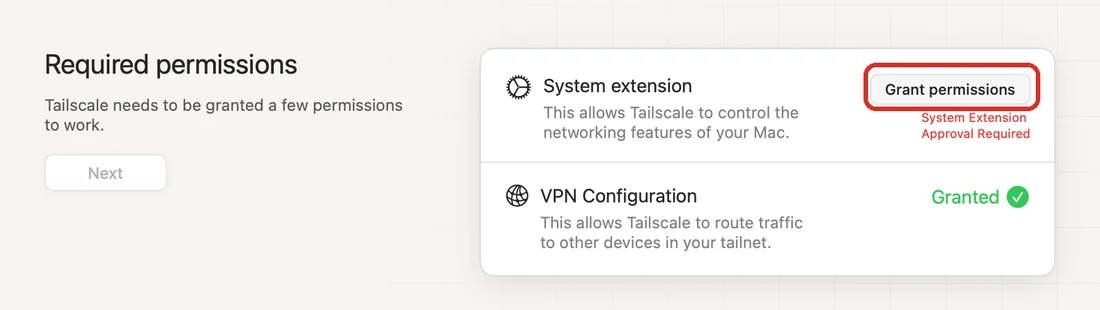 Required permissions
Tailscale needs to be granted a few permissions
to work.
Next
System extension
This allows Tailscale to control the
networking features of your Mac.
Grant permissions
System Extension
Approval Required
VPN Configuration
This allows Tailscale to route traffic
to other devices in your tailnet.
Granted